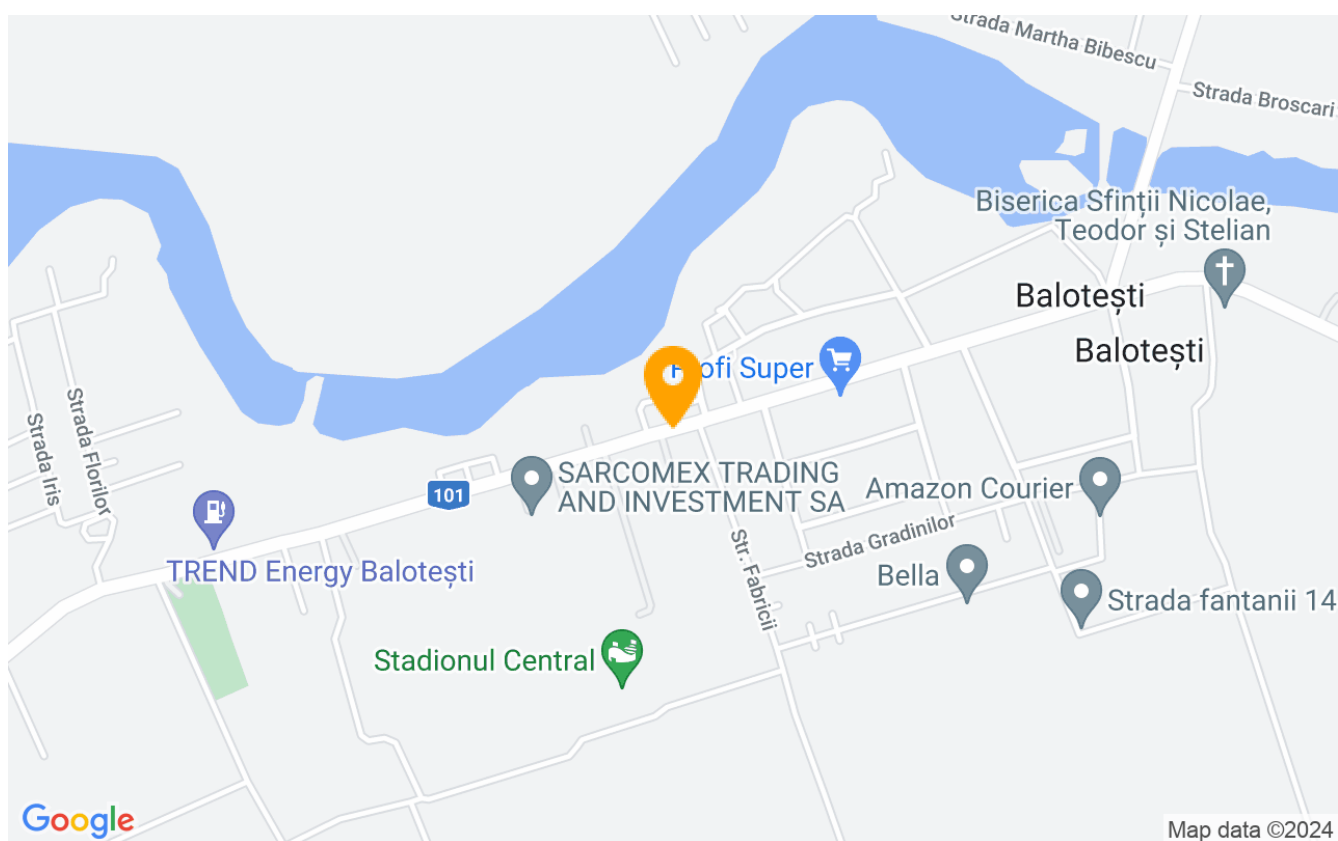 Strada Martha Bibescu
Strada Broscari
Biserica Sfinții Nicolae,
Teodor și Stelian
Balotești
Balotești
Profi Super
Strada Florilor
Strada Iris
101
SARCOMEX TRADING
AND INVESTMENT SA
Amazon Courier
Strada Gradinilor
TREND Energy Balotești
Str. Fabricii
Bella
Strada fantanii 14
Stadionul Central
Google
Map data ©2024